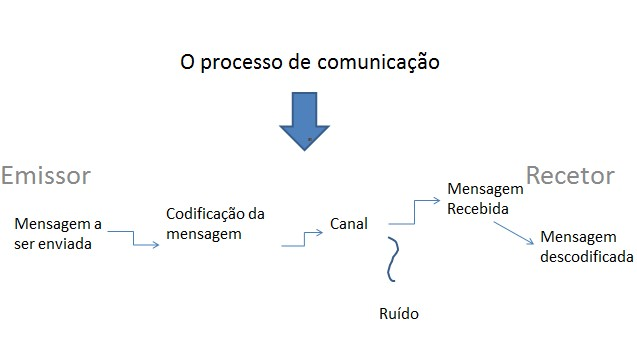 O processo de comunicação
Emissor
Recetor
Mensagem a
ser enviada
Codificação da
mensagem
Canal
Mensagem
Recebida
Mensagem
descodificada
Ruído